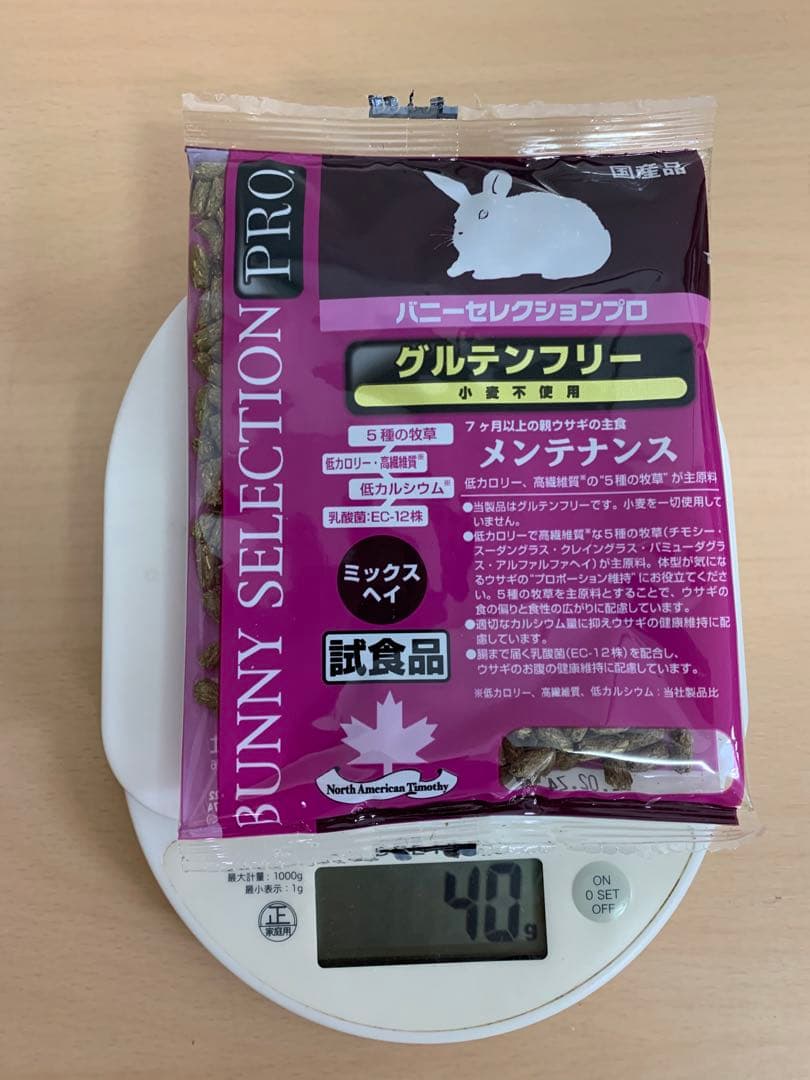 国産品
BUNNY SELECTION PRO.
バニーセレクションプロ
グルテンフリー
小麦不使用
7ヶ月以上の親ウサギの主食
メンテナンス
低カロリー、高繊維質※の"5種の牧草"が主原料
5種の牧草
低カロリー・高繊維質※
低カルシウム※
乳酸菌:EC-12株
ミックス
ヘイ
試食品
●当製品はグルテンフリーです。小麦を一切使用して
いません。
●低カロリーで高繊維質※な5種の牧草(チモシー・
スーダングラス・クレイングラス・バミューダグラ
ス・アルファルファヘイ)が主原料。体型が気にな
るウサギの"プロポーション維持"にお役立てくださ
い。5種の牧草を主原料とすることで、ウサギの
食の偏りと食性の広がりに配慮しています。
●適切なカルシウム量に抑えウサギの健康維持に配
慮しています。
●腸まで届く乳酸菌(EC-12株)を配合し、
ウサギのお腹の健康維持に配慮しています。
※低カロリー、高繊維質、低カルシウム:当社製品比
North American Timothy
.02.24
最大計量:1000g
最小表示:1g
正
家庭用
40g
ON
0 SET
OFF